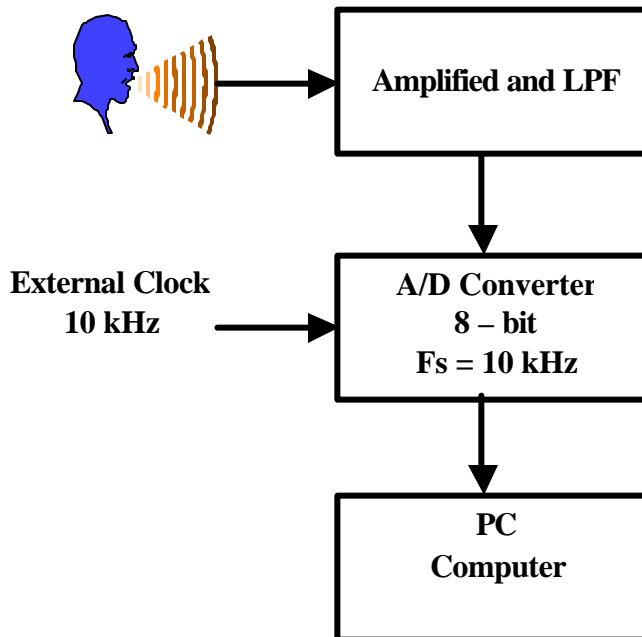 Amplified and LPF
External Clock
10 kHz
A/D Converter
8 – bit
Fs = 10 kHz
PC
Computer